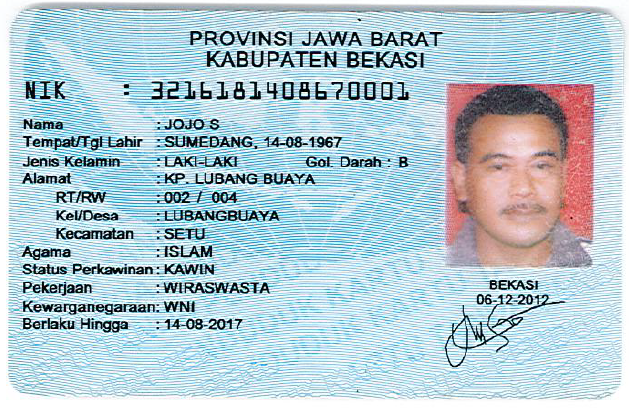 PROVINSI JAWA BARAT
KABUPATEN BEKASI
NIK : 3216181408670001
Nama : JOJO S
Tempat/Tgl Lahir : SUMEDANG, 14-08-1967
Jenis Kelamin : LAKI-LAKI Gol. Darah : B
Alamat : KP. LUBANG BUAYA
RT/RW : 002 / 004
Kel/Desa : LUBANGBUAYA
Kecamatan : SETU
Agama : ISLAM
Status Perkawinan : KAWIN
Pekerjaan : WIRASWASTA
Kewarganegaraan : WNI
Berlaku Hingga : 14-08-2017
BEKASI
06-12-2012